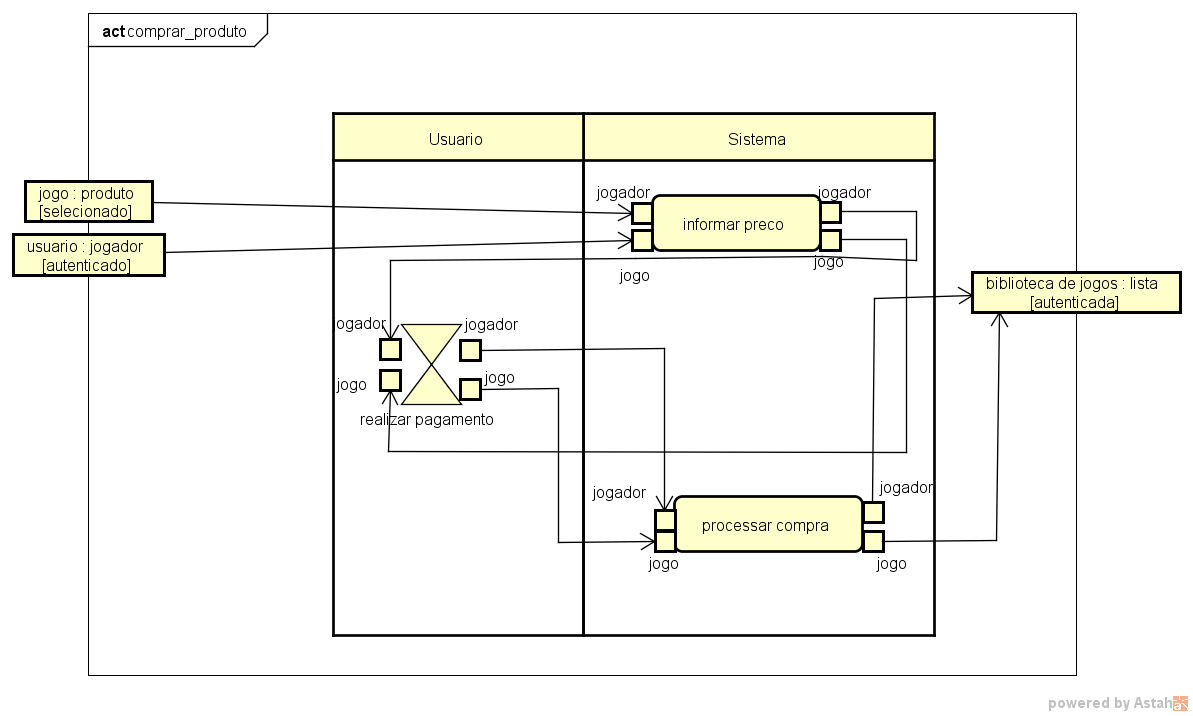 act comprar_produto
Usuario
Sistema
jogo : produto
[selecionado]
usuario : jogador
[autenticado]
jogador
jogador
informar preco
jogo
jogo
biblioteca de jogos : lista
[autenticada]
jogador
jogador
jogo
jogo
realizar pagamento
jogador
jogador
processar compra
jogo
jogo
powered by Astah